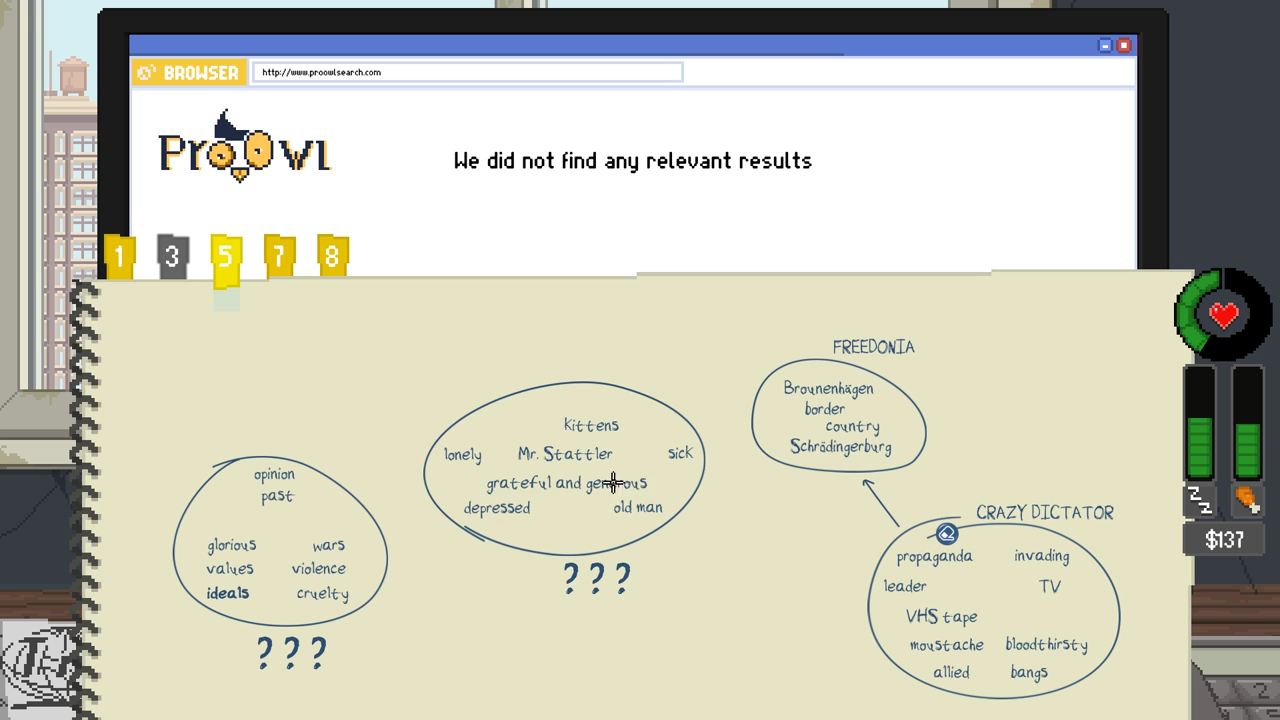 BROWSER
http://www.proowlsearch.com
PrOOwl
We did not find any relevant results
1 3 5 7 8
FREEDONIA
Brounenhägen
border
country
Schrödingerburg
Kittens
lonely Mr. Stattler sick
grateful and generous
depressed old man
???
opinion
past
glorious wars
values violence
ideals cruelty
???
CRAZY DICTATOR
propaganda invading
leader TV
VHS tape
moustache bloodthirsty
allied bangs
$137